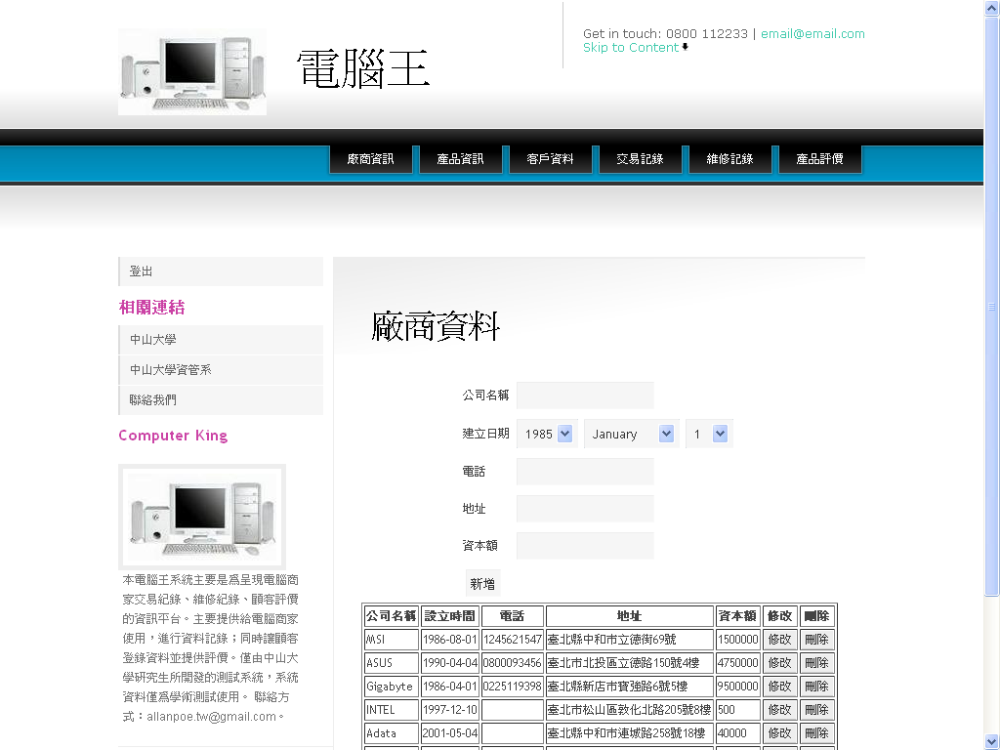 電腦王
Get in touch: 0800 112233 | email@email.com
Skip to Content
廠商資訊 產品資訊 客戶資料 交易記錄 維修記錄 產品評價
登出
相關連結
中山大學
中山大學資管系
聯絡我們
Computer King
本電腦王系統主要是為呈現電腦商
家交易紀錄、維修紀錄、顧客評價
的資訊平台。主要提供給電腦商家
使用，進行資料記錄；同時讓顧客
登錄資料並提供評價。僅由中山大
學研究生所開發的測試系統，系統
資料僅為學術測試使用。 聯絡方
式：allanpoe.tw@gmail.com。
廠商資料
公司名稱
建立日期 1985 January 1
電話
地址
資本額
新增
公司名稱 設立時間 電話 地址 資本額 修改 刪除
MSI 1986-08-01 1245621547 臺北縣中和市立德街69號 1500000 修改 刪除
ASUS 1990-04-04 0800093456 臺北市北投區立德路150號4樓 4750000 修改 刪除
Gigabyte 1986-04-01 0225119398 臺北縣新店市寶強路6號5樓 9500000 修改 刪除
INTEL 1997-12-10 臺北市松山區敦化北路205號8樓 500 修改 刪除
Adata 2001-05-04 臺北縣中和市連城路258號18樓 40000 修改 刪除